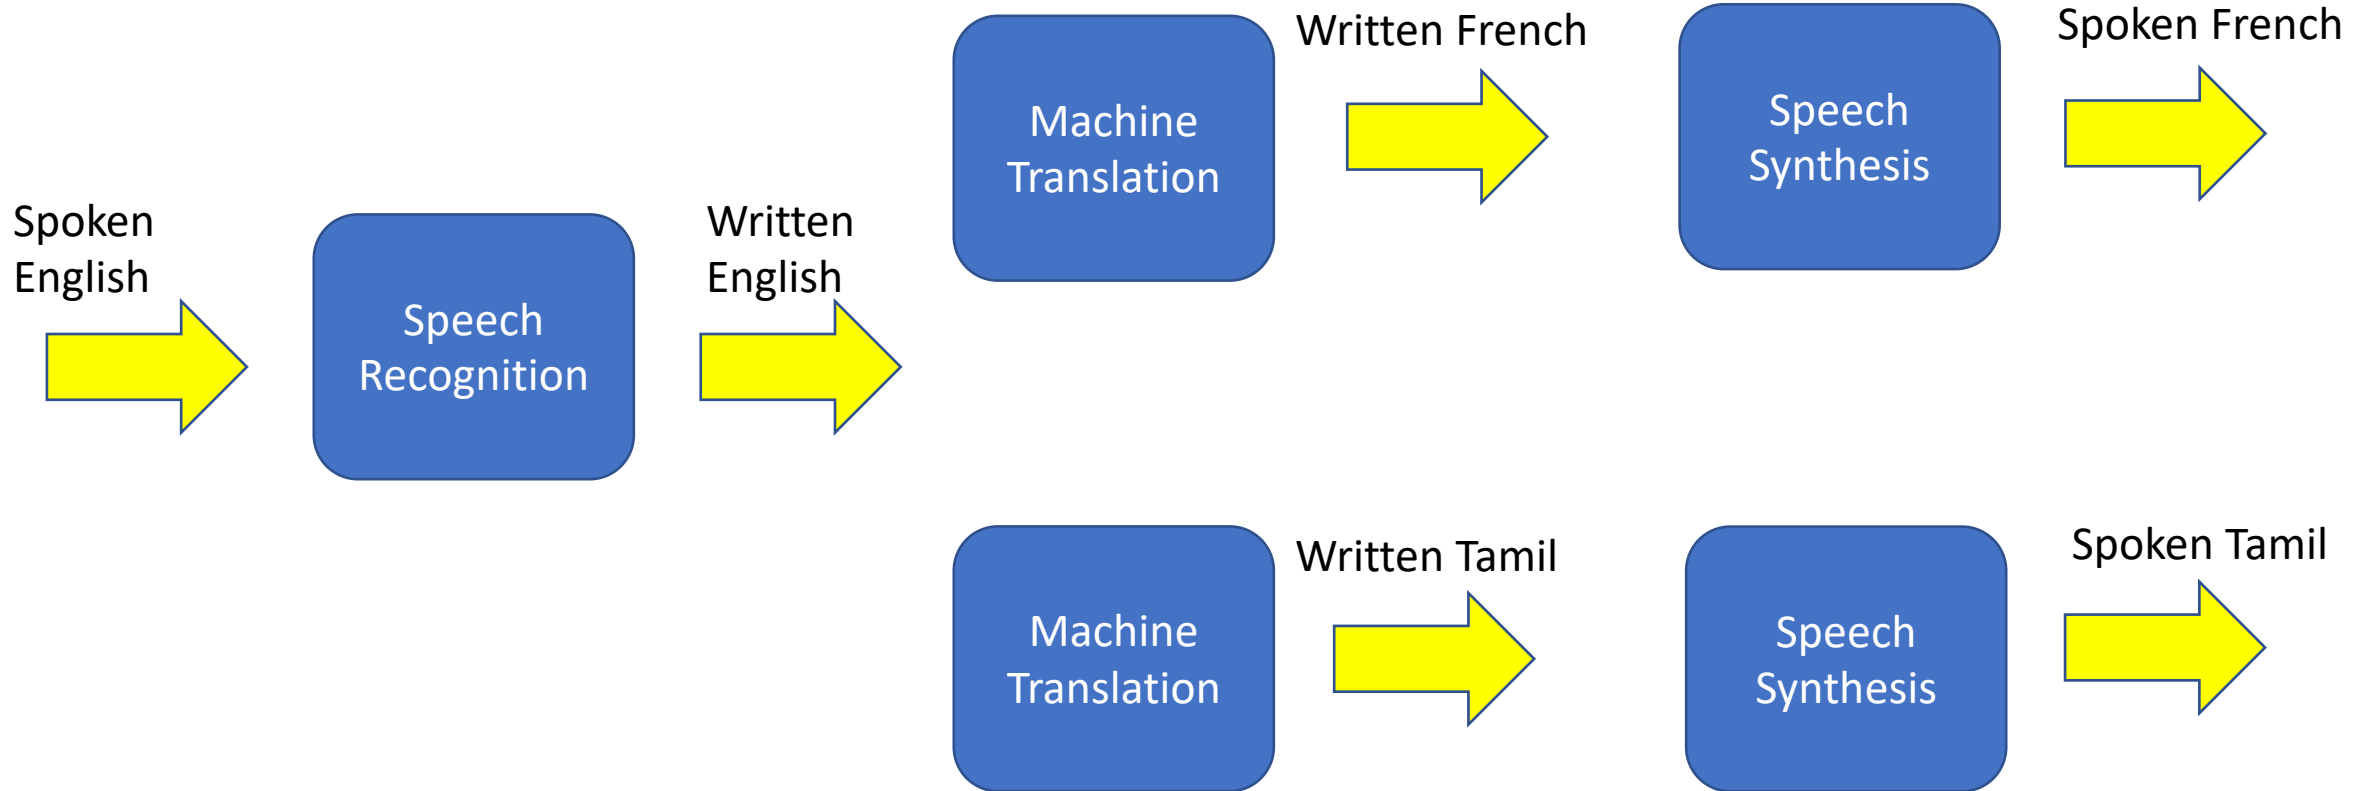 Spoken
English
Speech
Recognition
Written
English
Machine
Translation
Written French
Speech
Synthesis
Spoken French
Machine
Translation
Written Tamil
Speech
Synthesis
Spoken Tamil